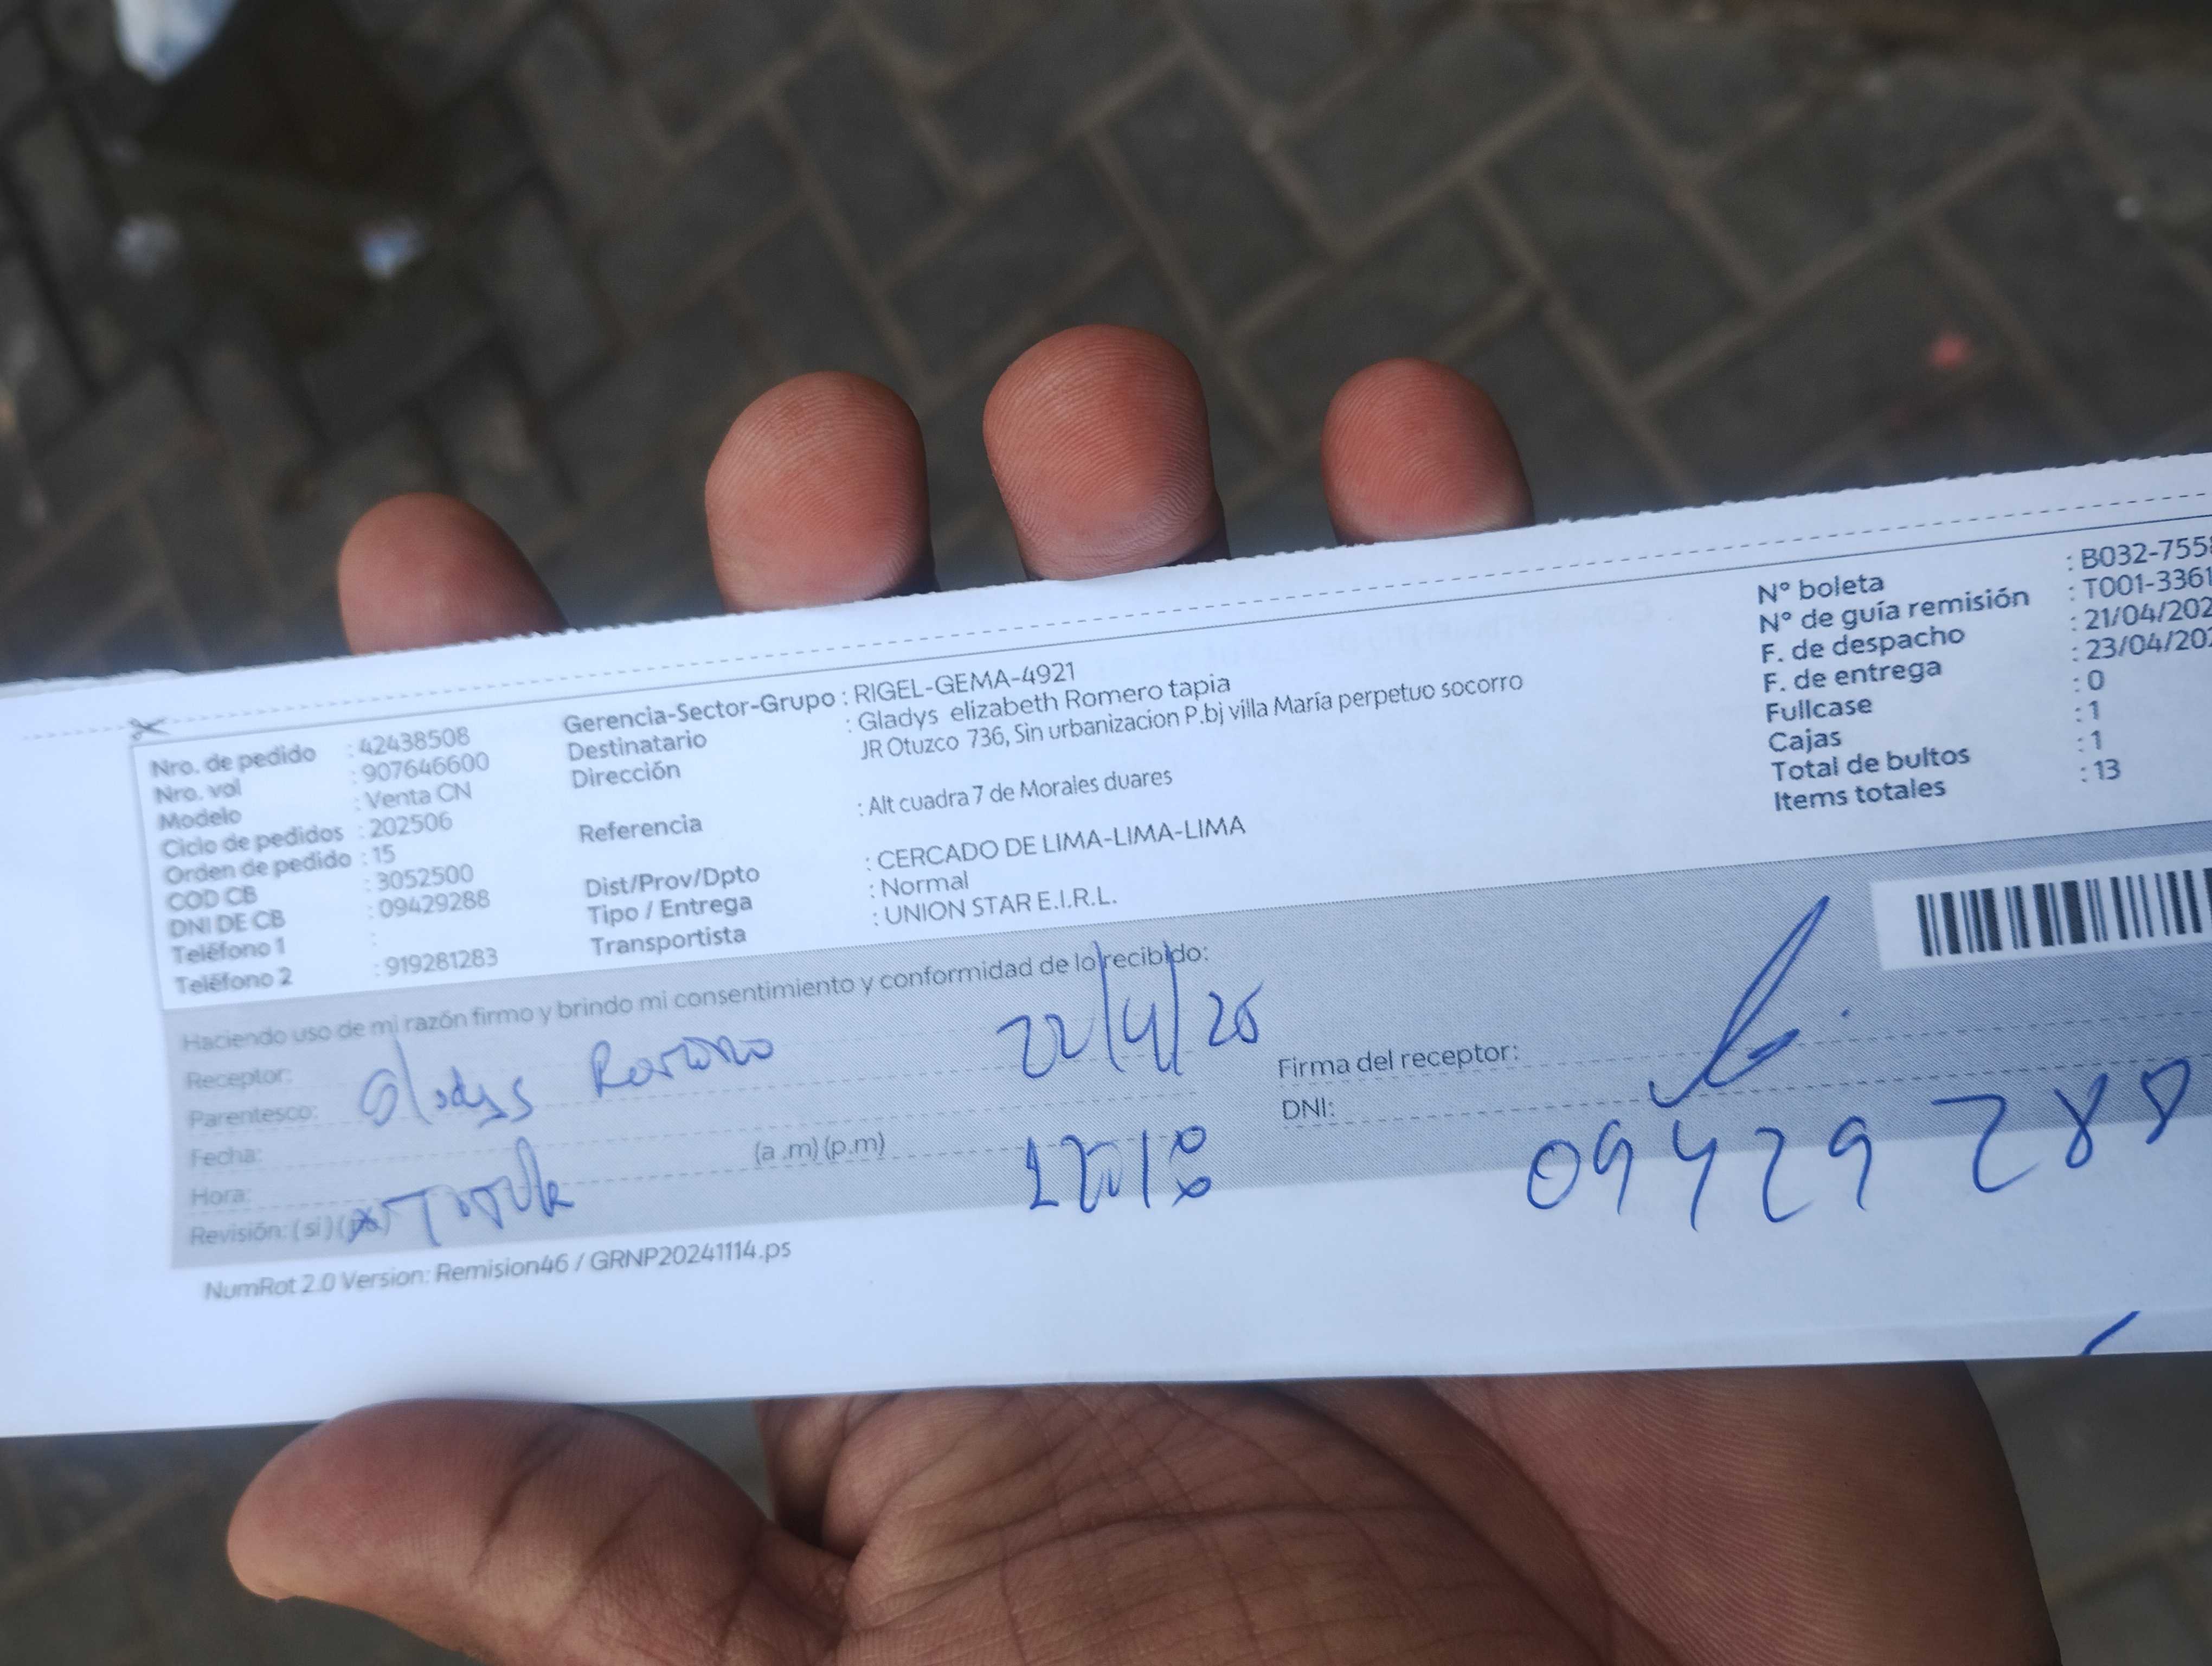 Nro. de pedido : 42438508
Nro. vol : 907646600
Modelo : Venta CN
Ciclo de pedidos : 202506
Orden de pedido : 15
COD CB : 3052500
DNI DE CB : 09429288
Teléfono 1 :
Teléfono 2 : 919281283
Gerencia-Sector-Grupo : RIGEL-GEMA-4921
Destinatario : Gladys elizabeth Romero tapia
Dirección JR Otuzco 736, Sin urbanizacion P.bj villa María perpetuo socorro
Referencia : Alt cuadra 7 de Morales duares
Dist/Prov/Dpto : CERCADO DE LIMA-LIMA-LIMA
Tipo / Entrega : Normal
Transportista : UNION STAR E.I.R.L.
N° boleta : B032-755
N° de guía remisión : T001-3361
F. de despacho : 21/04/202
F. de entrega : 23/04/202
Fullcase : 0
Cajas : 1
Total de bultos : 1
Items totales : 13
Haciendo uso de mi razón firmo y brindo mi consentimiento y conformidad de lo recibido:
Receptor:
Parentesco: Gladys 22/4/25
Fecha:
Hora: (a .m) (p.m)
Revisión: ( si ) (no)
Firma del receptor:
DNI: 09429288
NumRot 2.0 Version: Remision46 / GRNP20241114.ps